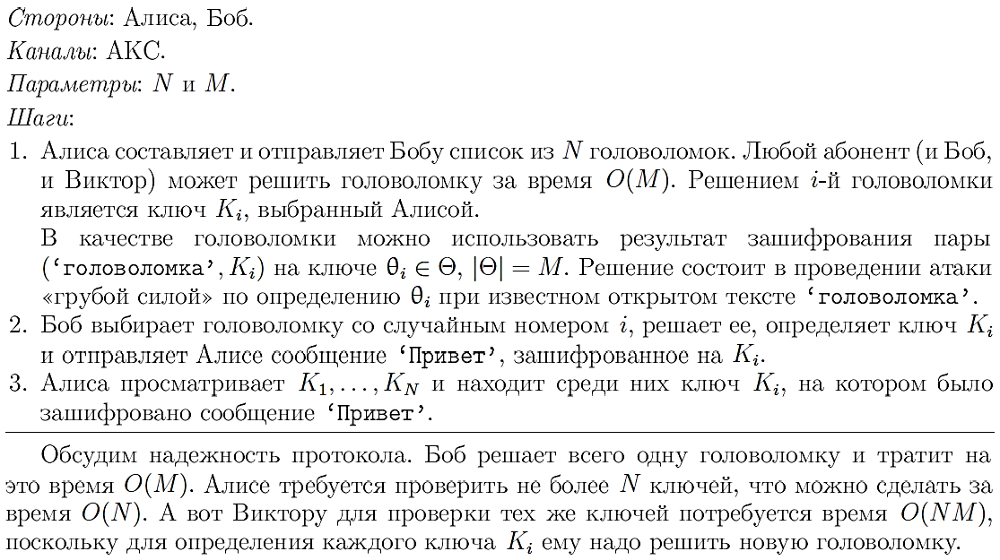 Стороны: Алиса, Боб.
Каналы: АКС.
Параметры: N и M.
Шаги:
1. Алиса составляет и отправляет Бобу список из N головоломок. Любой абонент (и Боб,
и Виктор) может решить головоломку за время O(M). Решением i-й головоломки
является ключ K_i, выбранный Алисой.
В качестве головоломки можно использовать результат зашифрования пары
(‘головоломка’, K_i) на ключе θ_i ∈ Θ, |Θ| = M. Решение состоит в проведении атаки
«грубой силой» по определению θ_i при известном открытом тексте ‘головоломка’.
2. Боб выбирает головоломку со случайным номером i, решает ее, определяет ключ K_i
и отправляет Алисе сообщение ‘Привет’, зашифрованное на K_i.
3. Алиса просматривает K_1, . . . , K_N и находит среди них ключ K_i, на котором было
зашифровано сообщение ‘Привет’.
Обсудим надежность протокола. Боб решает всего одну головоломку и тратит на
это время O(M). Алисе требуется проверить не более N ключей, что можно сделать за
время O(N). А вот Виктору для проверки тех же ключей потребуется время O(NM),
поскольку для определения каждого ключа K_i ему надо решить новую головоломку.